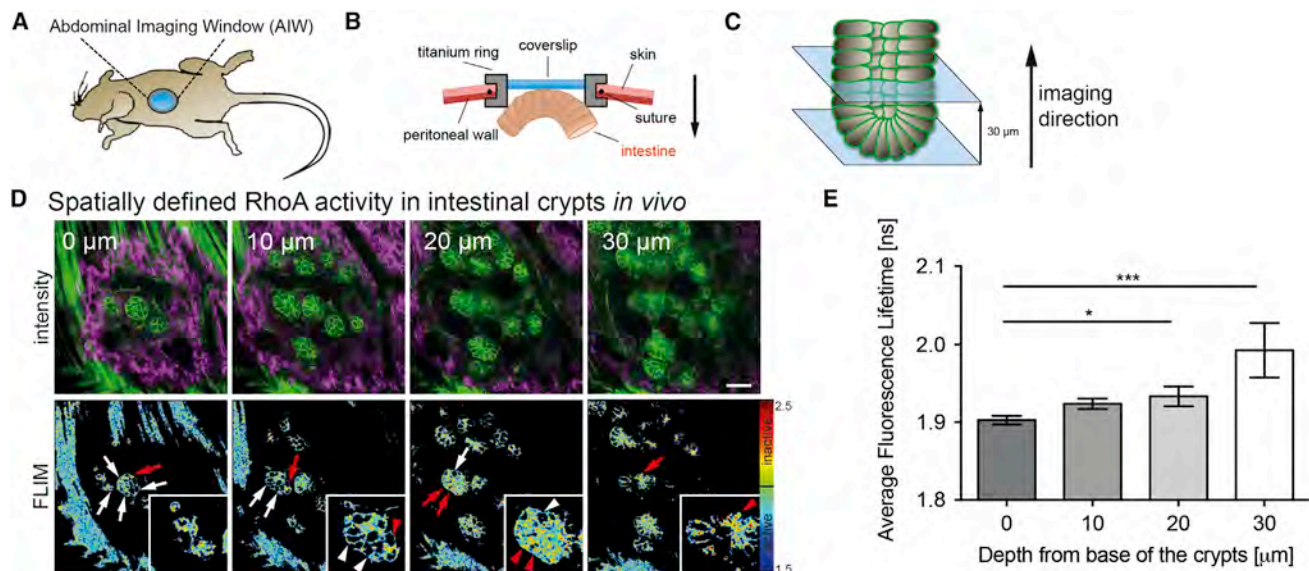 A
Abdominal Imaging Window (AIW)
B
titanium ring
coverslip
skin
peritoneal wall
suture
intestine
C
30 µm
imaging
direction
D Spatially defined RhoA activity in intestinal crypts in vivo
intensity
0 µm
10 µm
20 µm
30 µm
FLIM
2.5
inactive
1.5
E
Average Fluorescence Lifetime [ns]
2.1
2.0
1.9
1.8
***
*
0 10 20 30
Depth from base of the crypts [µm]